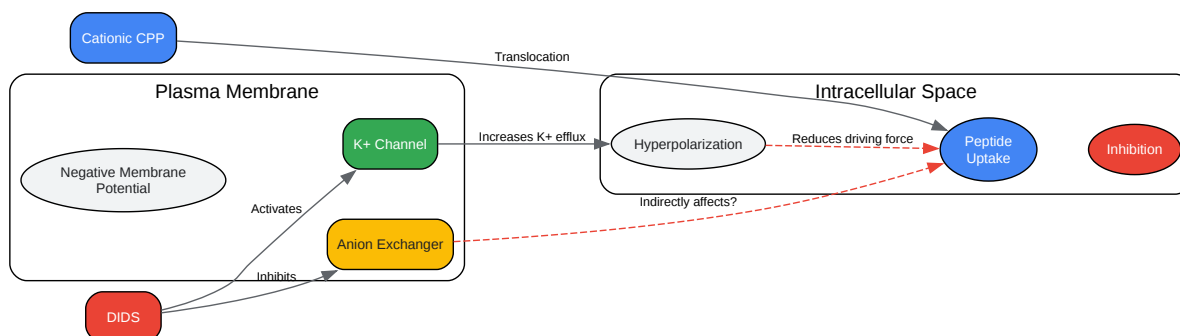 Cationic CPP
Translocation
Plasma Membrane
Intracellular Space
K+ Channel
Increases K+ efflux
Hyperpolarization
Reduces driving force
Peptide
Uptake
Inhibition
Negative Membrane
Potential
Activates
Indirectly affects?
Anion Exchanger
Inhibits
DIDS